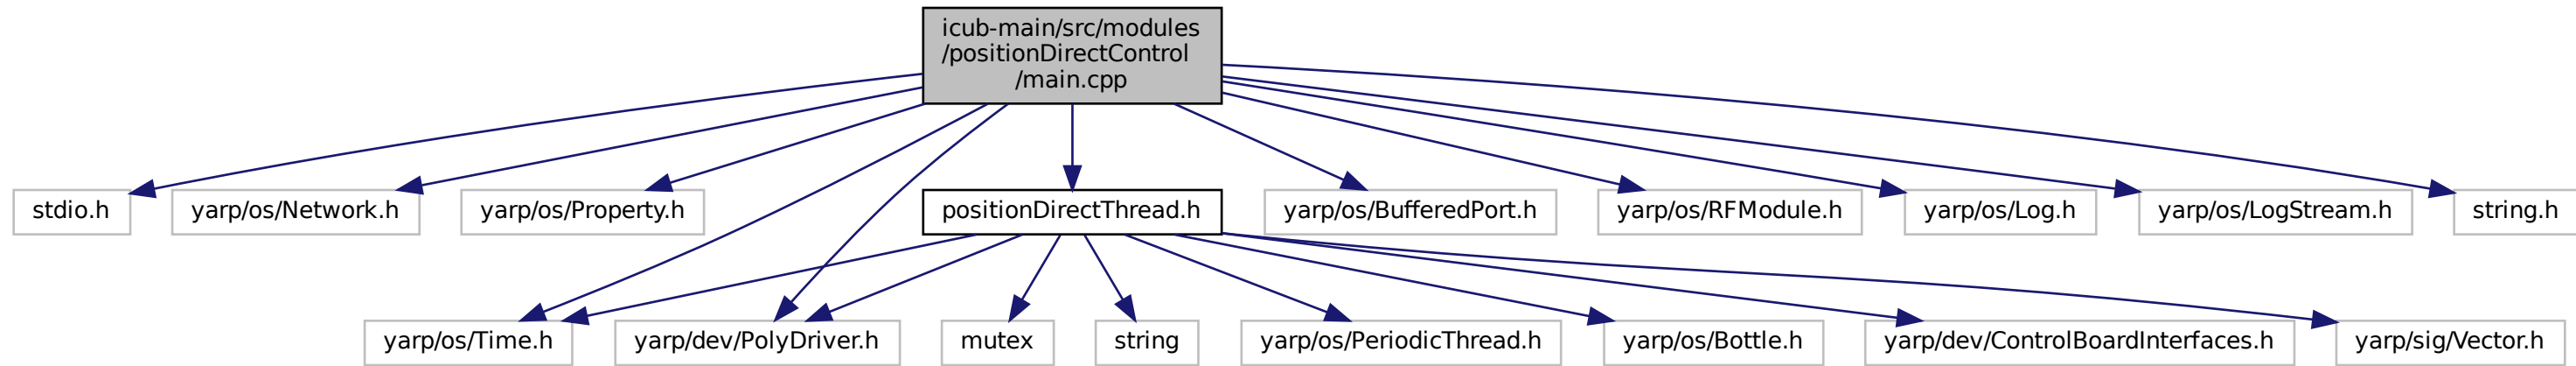 icub-main/src/modules
/positionDirectControl
/main.cpp
stdio.h
yarp/os/Network.h
yarp/os/Property.h
positionDirectThread.h
yarp/os/BufferedPort.h
yarp/os/RFModule.h
yarp/os/Log.h
yarp/os/LogStream.h
string.h
yarp/os/Time.h
yarp/dev/PolyDriver.h
mutex
string
yarp/os/PeriodicThread.h
yarp/os/Bottle.h
yarp/dev/ControlBoardInterfaces.h
yarp/sig/Vector.h